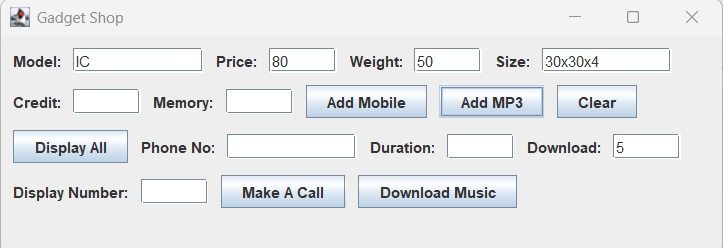 Gadget Shop
Model: IC Price: 80 Weight: 50 Size: 30x30x4
Credit: Memory: Add Mobile Add MP3 Clear
Display All Phone No: Duration: Download: 5
Display Number: Make A Call Download Music